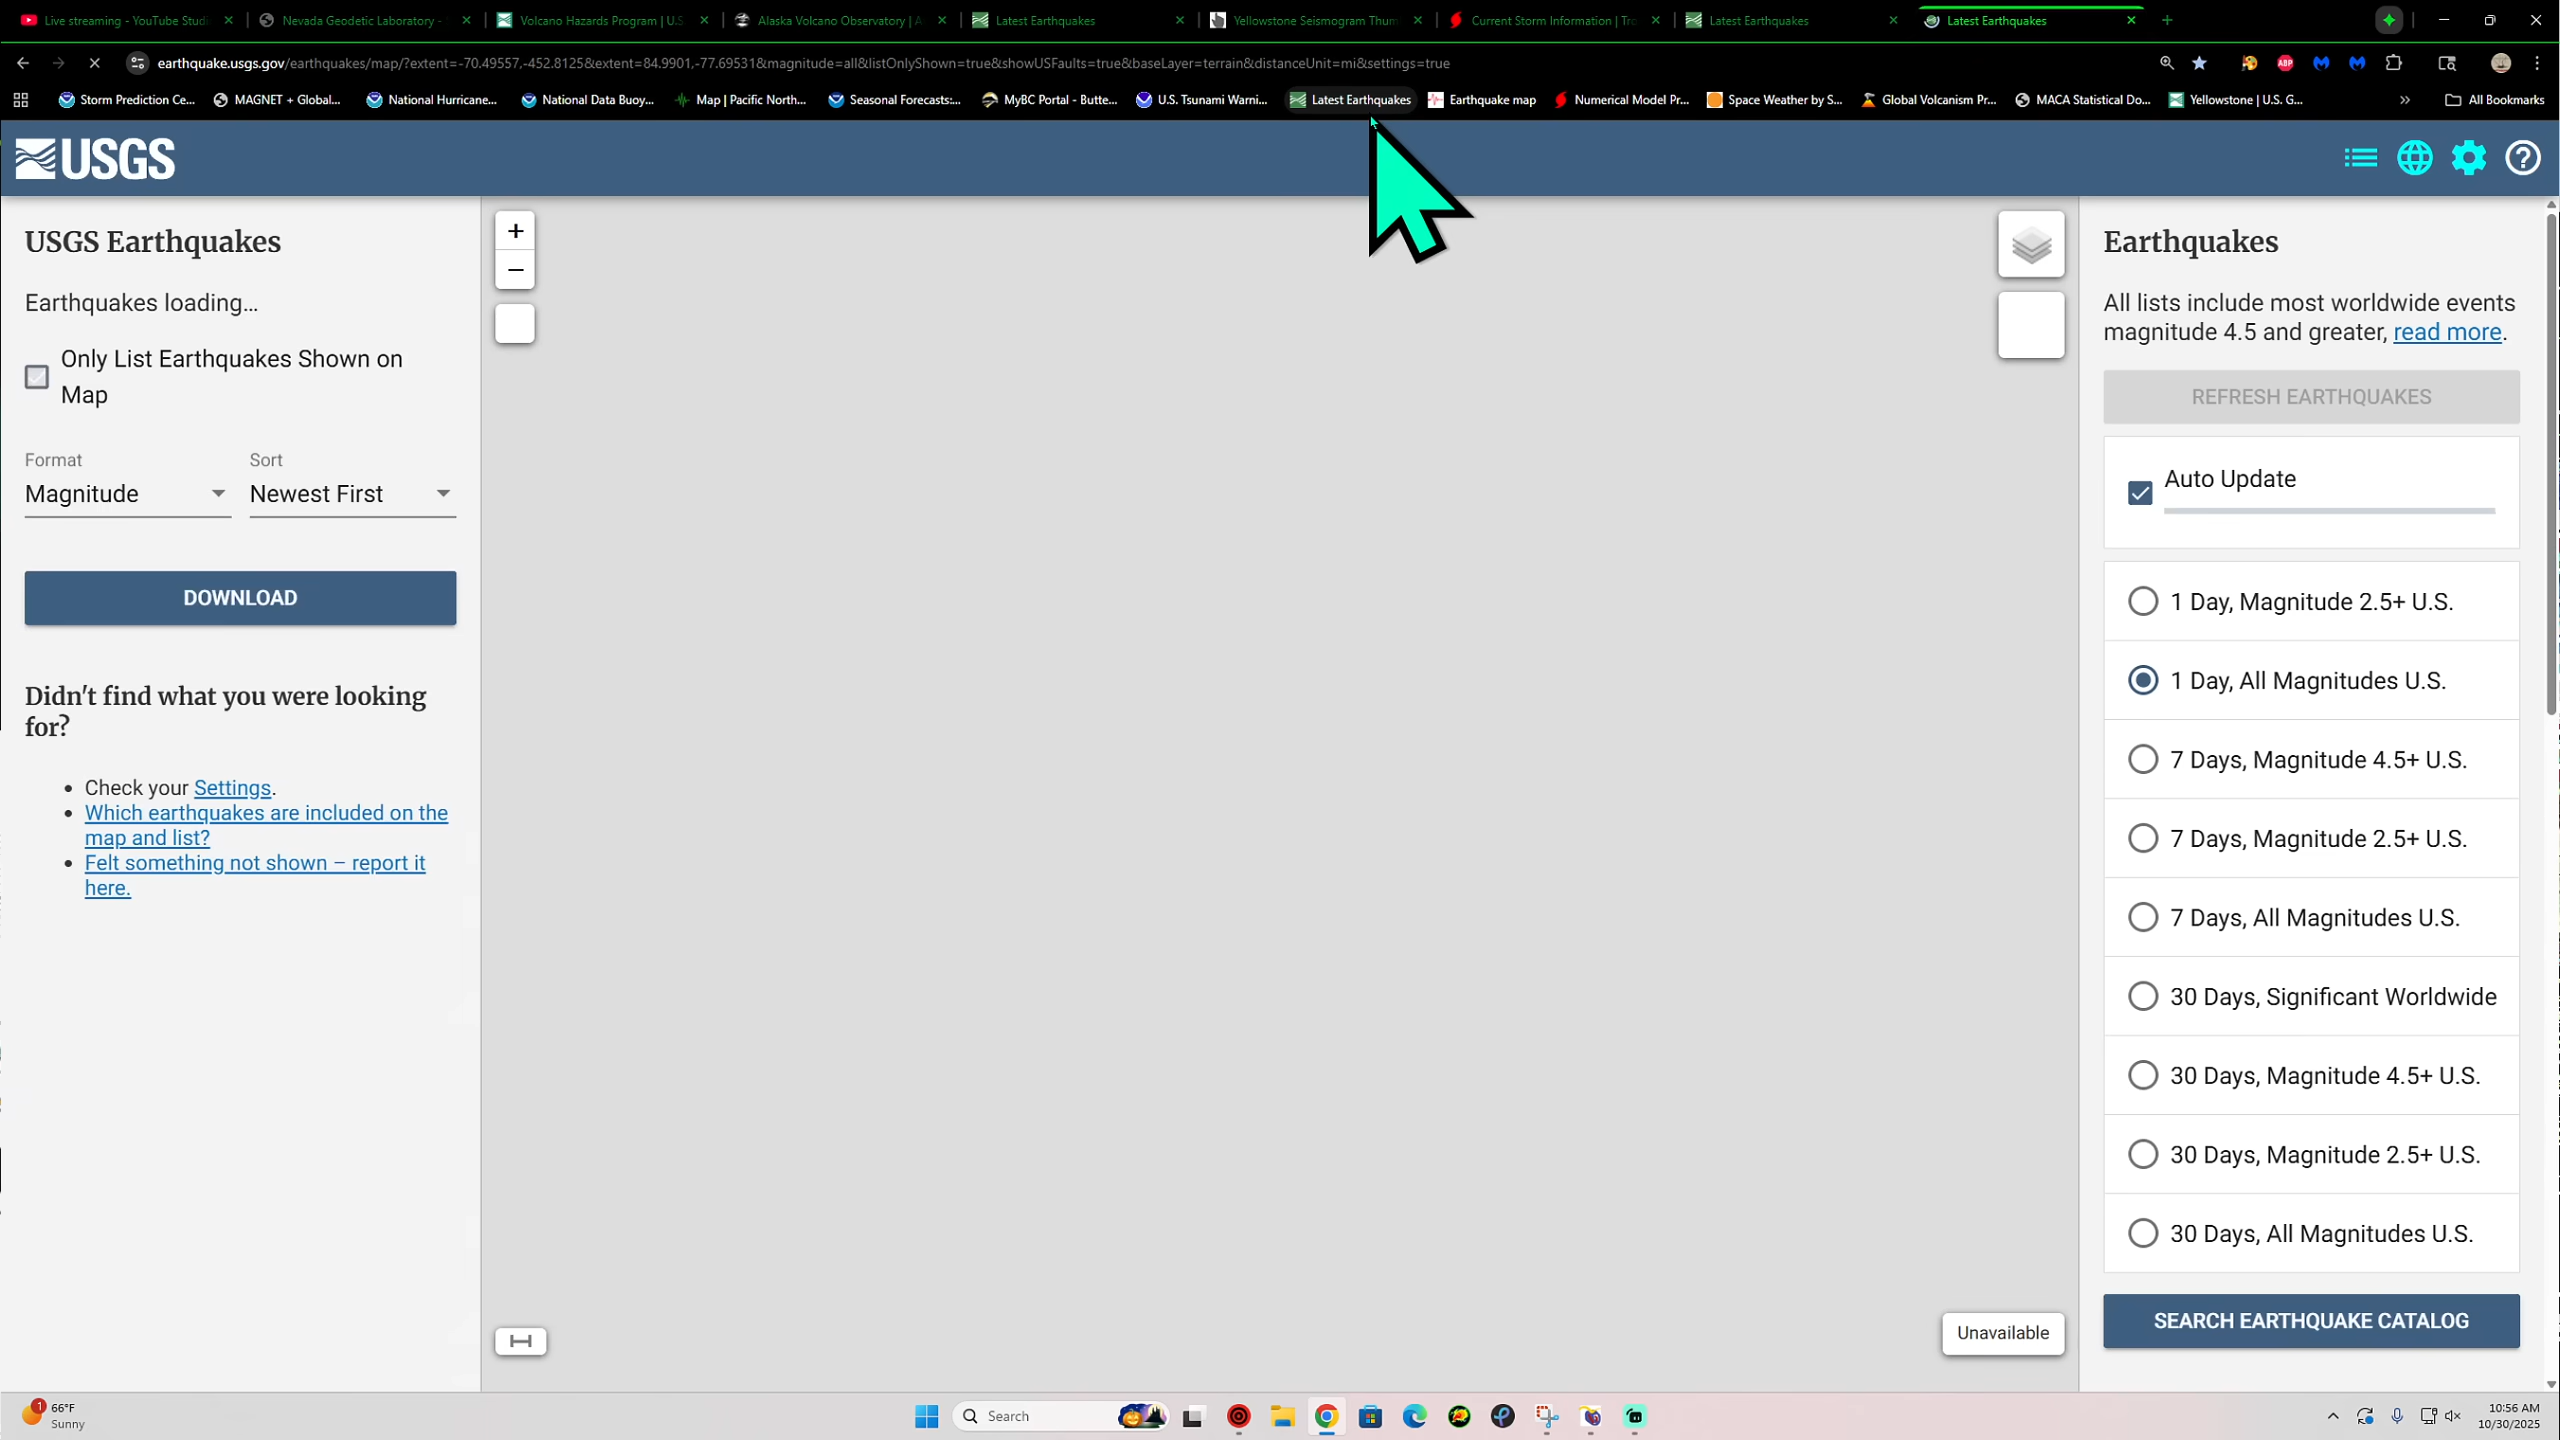 Live streaming - YouTube Studi
Nevada Geodetic Laboratory -
Volcano Hazards Program | U.S
Alaska Volcano Observatory | A
Latest Earthquakes
Yellowstone Seismogram Thum
Current Storm Information | Tro
Latest Earthquakes
Latest Earthquakes
earthquake.usgs.gov/earthquakes/map/?extent=-70.49557,-452.8125&extent=84.9901,-77.69531&magnitude=all&listOnlyShown=true&showUSFaults=true&baseLayer=terrain&distanceUnit=mi&settings=true
ABP
Storm Prediction Ce...
MAGNET + Global...
National Hurricane...
National Data Buoy...
Map | Pacific North...
Seasonal Forecasts:...
MyBC Portal - Butte...
U.S. Tsunami Warni...
Latest Earthquakes
Earthquake map
Numerical Model Pr...
Space Weather by S...
Global Volcanism Pr...
MACA Statistical Do...
Yellowstone | U.S. G...
All Bookmarks
USGS
USGS Earthquakes
Earthquakes loading...
Only List Earthquakes Shown on
Map
Format
Sort
Magnitude
Newest First
DOWNLOAD
Didn't find what you were looking
for?
Check your Settings.
Which earthquakes are included on the
map and list?
Felt something not shown – report it
here.
+
−
Unavailable
Earthquakes
All lists include most worldwide events
magnitude 4.5 and greater, read more.
REFRESH EARTHQUAKES
Auto Update
1 Day, Magnitude 2.5+ U.S.
1 Day, All Magnitudes U.S.
7 Days, Magnitude 4.5+ U.S.
7 Days, Magnitude 2.5+ U.S.
7 Days, All Magnitudes U.S.
30 Days, Significant Worldwide
30 Days, Magnitude 4.5+ U.S.
30 Days, Magnitude 2.5+ U.S.
30 Days, All Magnitudes U.S.
SEARCH EARTHQUAKE CATALOG
1
66°F
Sunny
Search
10:56 AM
10/30/2025